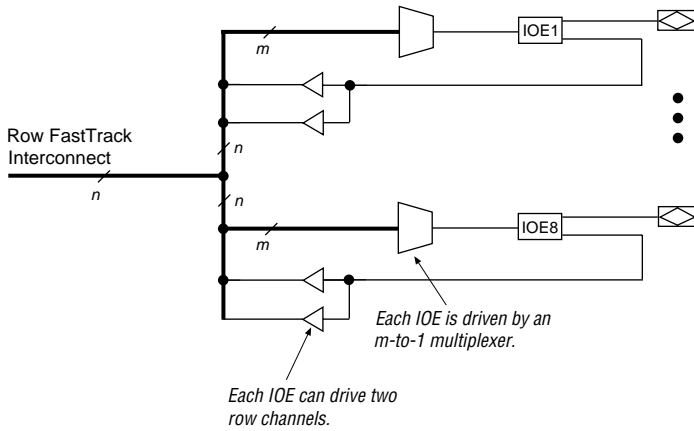 m
IOE1
n
Row FastTrack
Interconnect
n
n
m
IOE8
Each IOE is driven by an
m-to-1 multiplexer.
Each IOE can drive two
row channels.